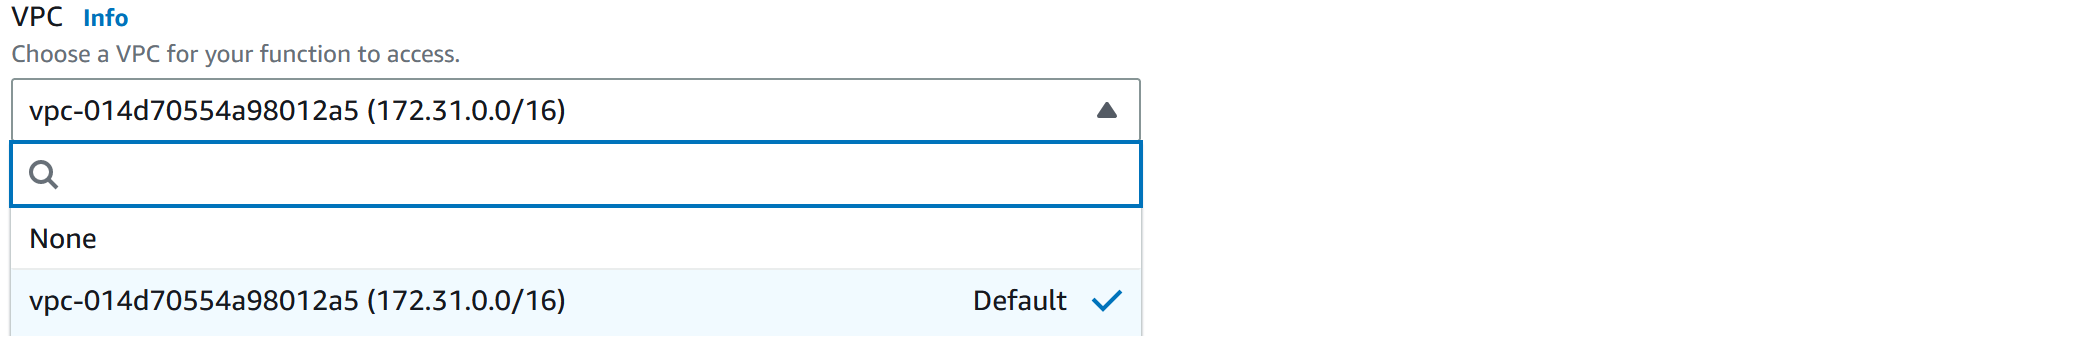 VPC Info
Choose a VPC for your function to access.
vpc-014d70554a98012a5 (172.31.0.0/16)
None
vpc-014d70554a98012a5 (172.31.0.0/16) Default